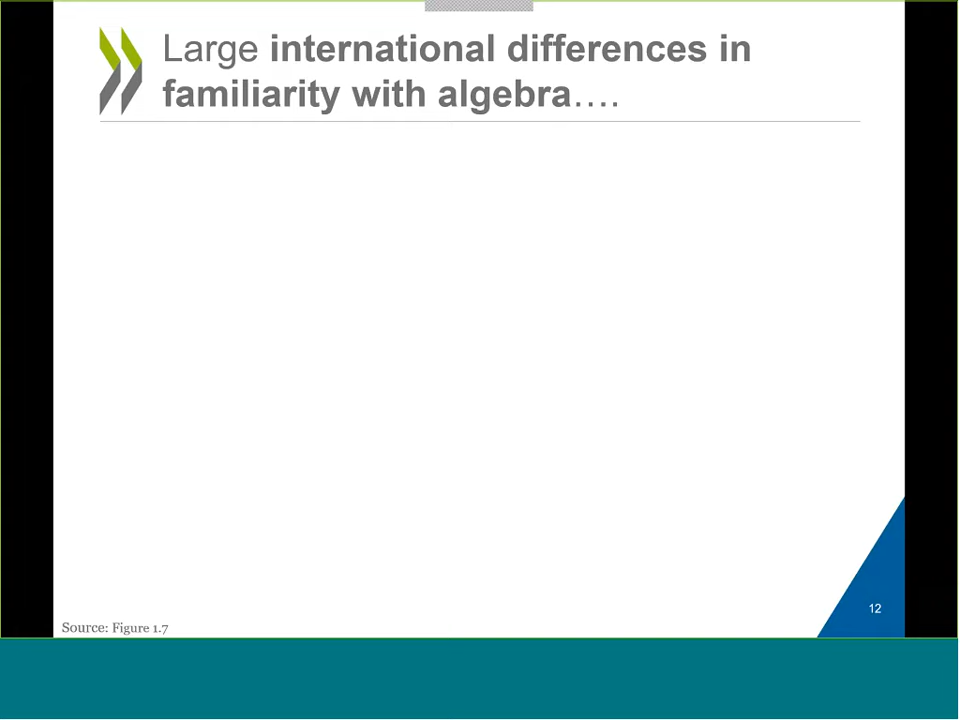 Large international differences in
familiarity with algebra….
12
Source: Figure 1.7